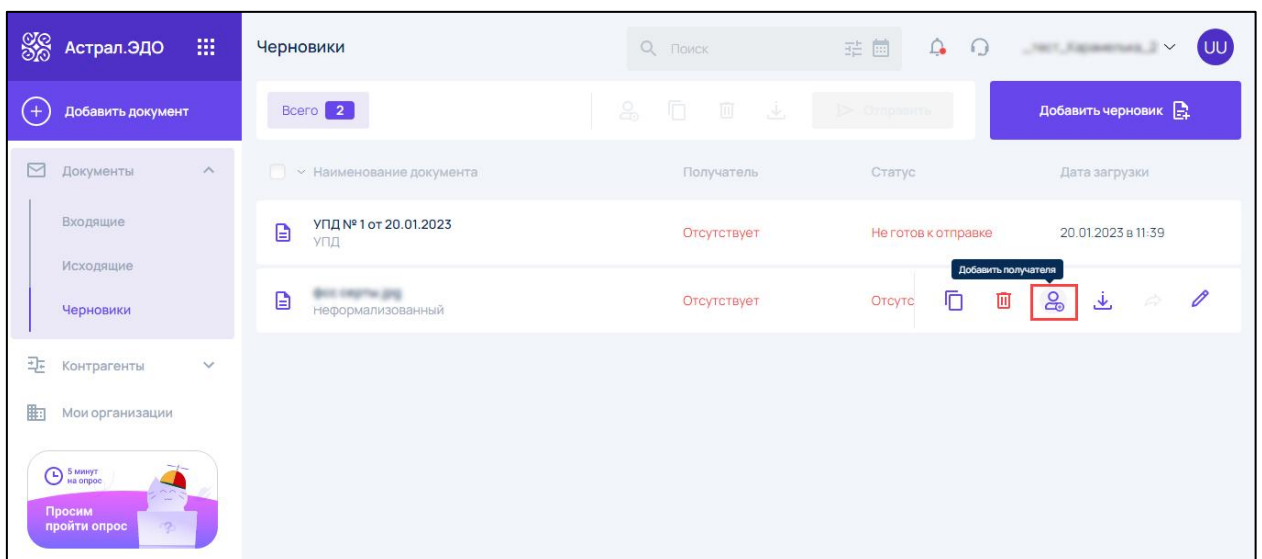 Астрал.ЭДО
Черновики
Поиск
UU
Добавить документ
Всего 2
Отправить
Добавить черновик
Документы
Наименование документа
Получатель
Статус
Дата загрузки
Входящие
УПД № 1 от 20.01.2023
УПД
Отсутствует
Не готов к отправке
20.01.2023 в 11:39
Исходящие
Добавить получателя
Черновики
Неформализованный
Отсутствует
Отсутс
Контрагенты
Мои организации
5 минут
на опрос
Просим
пройти опрос
?